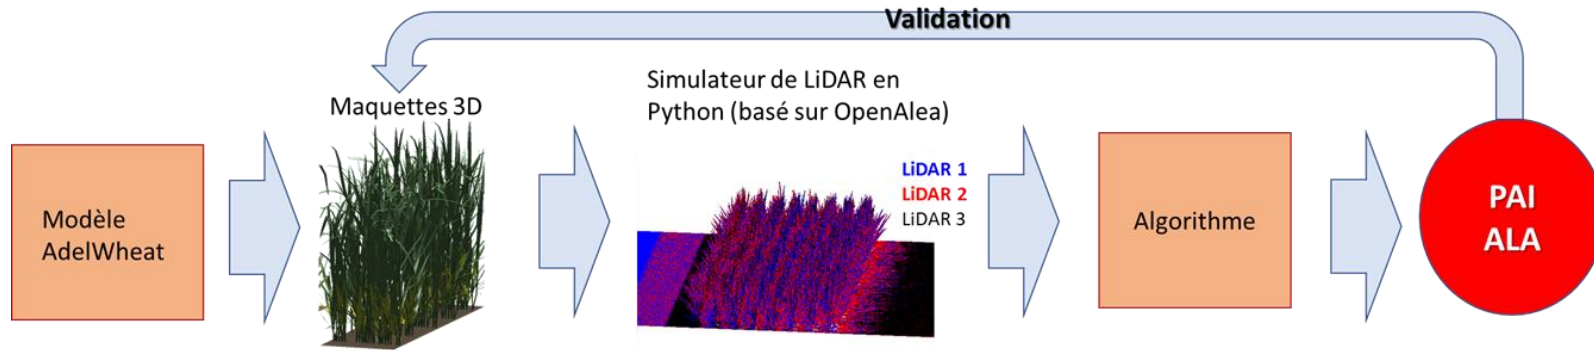 Validation
Modèle
AdelWheat
Maquettes 3D
Simulateur de LiDAR en
Python (basé sur OpenAlea)
LiDAR 1
LiDAR 2
LiDAR 3
Algorithme
PAI
ALA